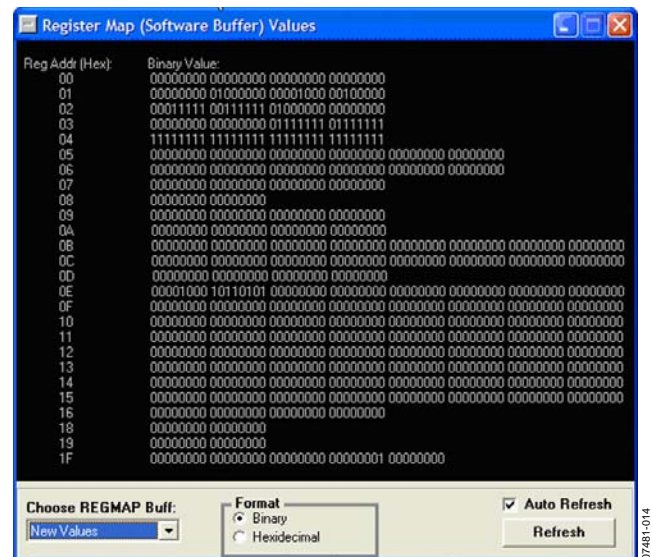 Register Map (Software Buffer) Values
Reg Addr (Hex): Binary Value:
00 00000000 00000000 00000000 00000000
01 00000000 01000000 00001000 00100000
02 00011111 00111111 01000000 00000000
03 00000000 00000000 01111111 01111111
04 11111111 11111111 11111111 11111111
05 00000000 00000000 00000000 00000000 00000000 00000000
06 00000000 00000000 00000000 00000000 00000000 00000000
07 00000000 00000000 00000000 00000000
08 00000000 00000000
09 00000000 00000000 00000000 00000000
0A 00000000 00000000 00000000 00000000
0B 00000000 00000000 00000000 00000000 00000000 00000000 00000000 00000000
0C 00000000 00000000 00000000 00000000 00000000 00000000 00000000 00000000
0D 00000000 00000000 00000000 00000000
0E 00001000 10110101 00000000 00000000 00000000 00000000 00000000 00000000
0F 00000000 00000000 00000000 00000000 00000000 00000000 00000000 00000000
10 00000000 00000000 00000000 00000000 00000000 00000000 00000000 00000000
11 00000000 00000000 00000000 00000000 00000000 00000000 00000000 00000000
12 00000000 00000000 00000000 00000000 00000000 00000000 00000000 00000000
13 00000000 00000000 00000000 00000000 00000000 00000000 00000000 00000000
14 00000000 00000000 00000000 00000000 00000000 00000000 00000000 00000000
15 00000000 00000000 00000000 00000000 00000000 00000000 00000000 00000000
16 00000000 00000000 00000000 00000000
18 00000000 00000000
19 00000000 00000000
1F 00000000 00000000 00000000 00000001 00000000
Choose REGMAP Buff:
New Values
Format
Binary
Hexidecimal
Auto Refresh
Refresh
07481-014